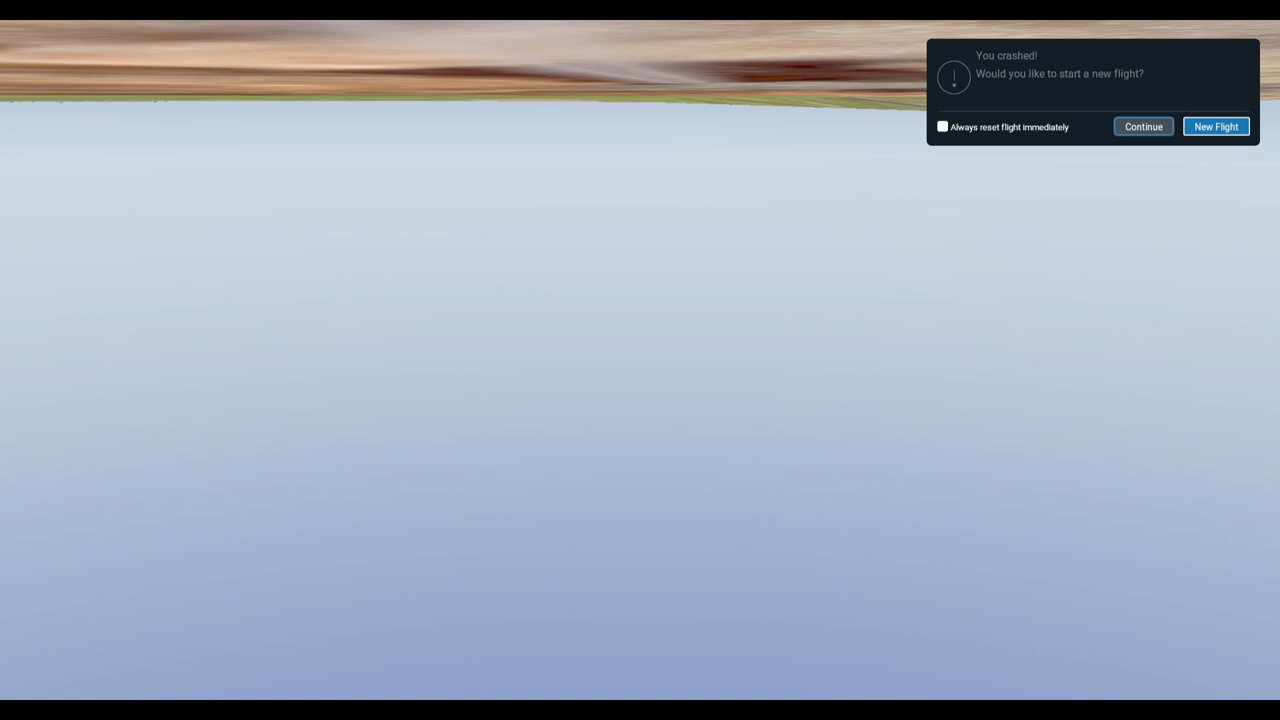 You crashed!
Would you like to start a new flight?
Always reset flight immediately
Continue
New Flight